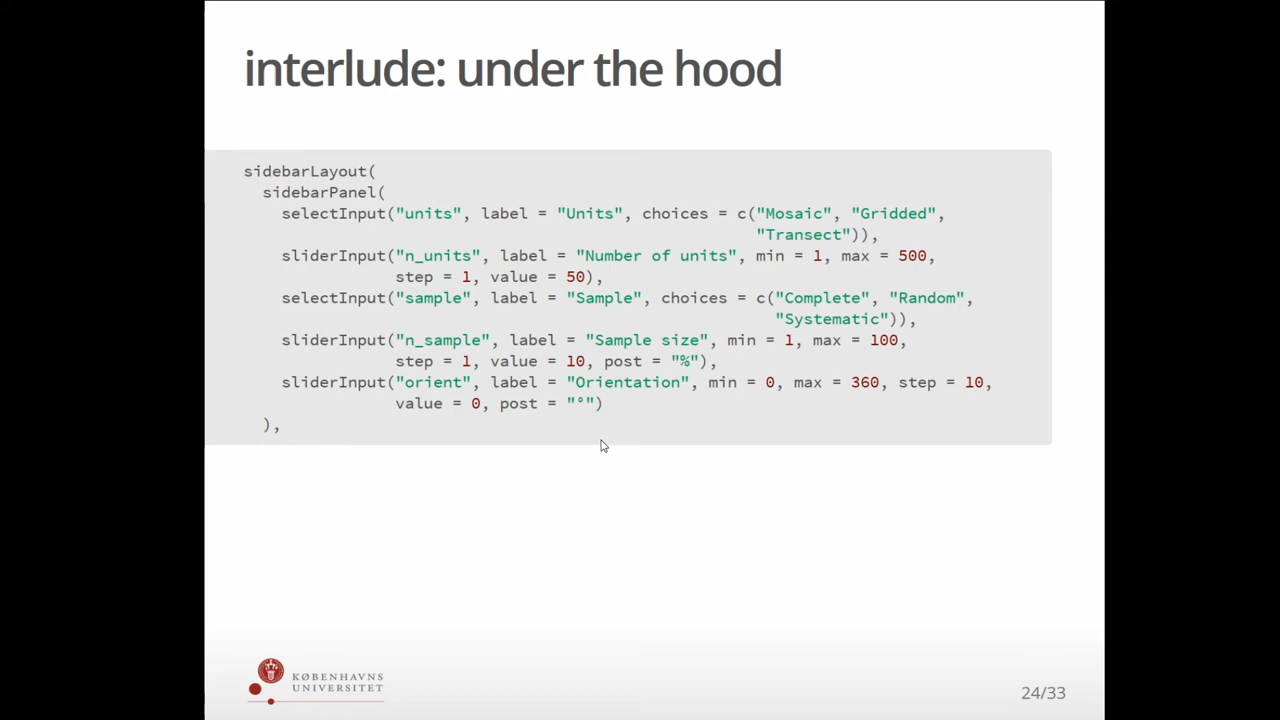 interlude: under the hood
sidebarLayout(
  sidebarPanel(
    selectInput("units", label = "Units", choices = c("Mosaic", "Gridded",
                                                      "Transect")),
    sliderInput("n_units", label = "Number of units", min = 1, max = 500,
                step = 1, value = 50),
    selectInput("sample", label = "Sample", choices = c("Complete", "Random",
                                                        "Systematic")),
    sliderInput("n_sample", label = "Sample size", min = 1, max = 100,
                step = 1, value = 10, post = "%"),
    sliderInput("orient", label = "Orientation", min = 0, max = 360, step = 10,
                value = 0, post = "°")
  ),
KØBENHAVNS
UNIVERSITET
24/33